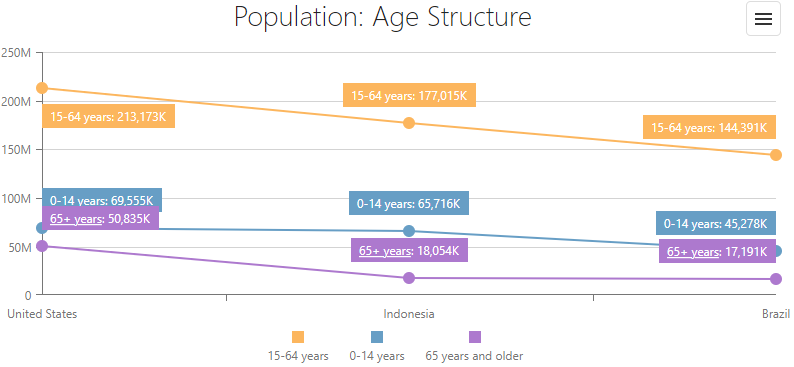 Population: Age Structure
250M
200M
150M
100M
50M
0
15-64 years: 213,173K
15-64 years: 177,015K
15-64 years: 144,391K
0-14 years: 69,555K
0-14 years: 65,716K
0-14 years: 45,278K
65+ years: 50,835K
65+ years: 18,054K
65+ years: 17,191K
United States
Indonesia
Brazil
15-64 years
0-14 years
65 years and older